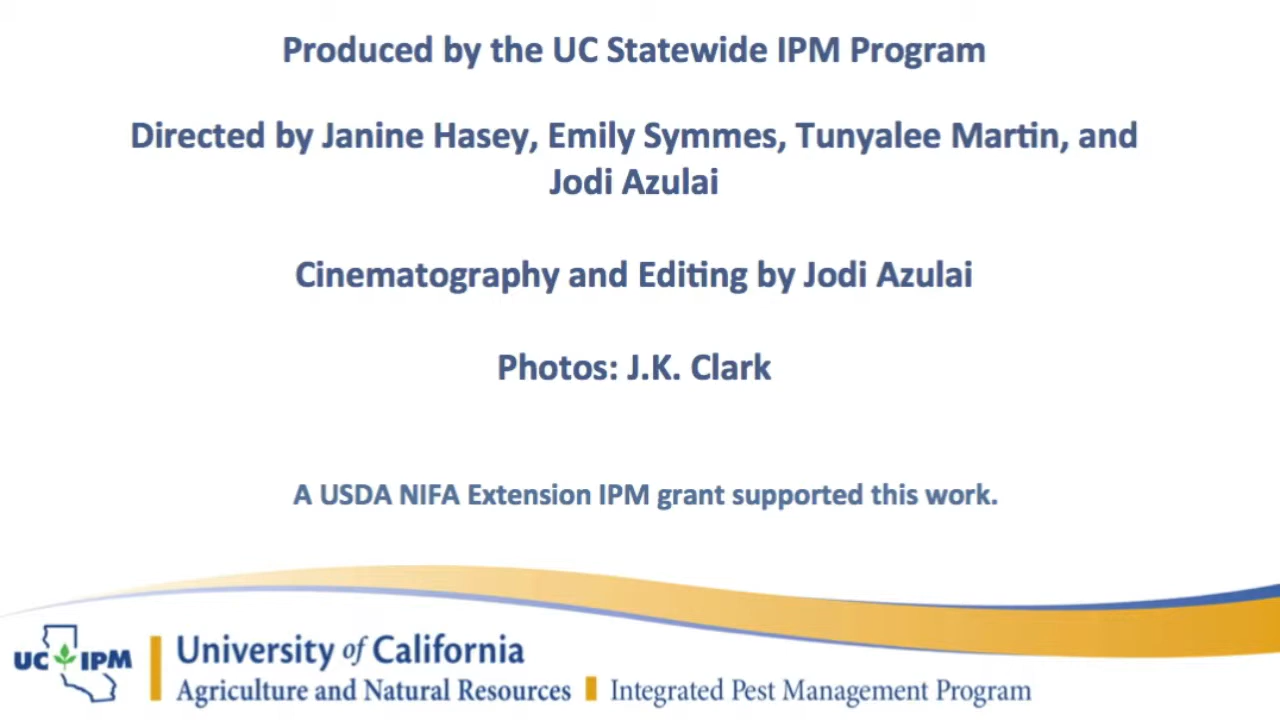 Produced by the UC Statewide IPM Program
Directed by Janine Hasey, Emily Symmes, Tunyalee Martin, and
Jodi Azulai
Cinematography and Editing by Jodi Azulai
Photos: J.K. Clark
A USDA NIFA Extension IPM grant supported this work.
UC IPM
University of California
Agriculture and Natural Resources Integrated Pest Management Program